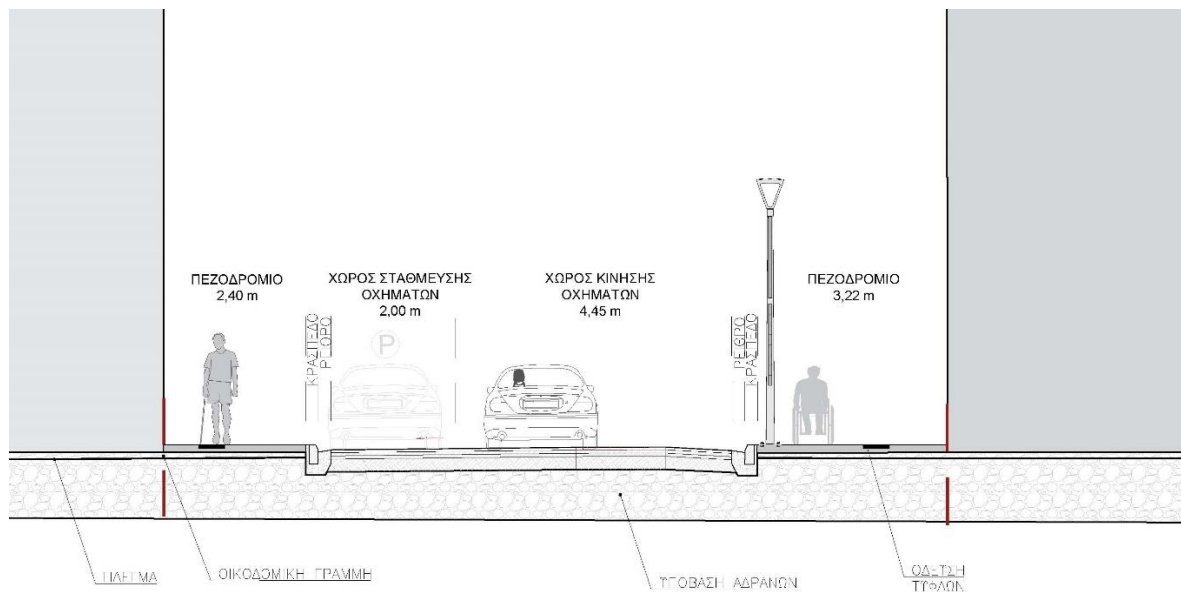 ΠΕΖΟΔΡΟΜΙΟ
2,40 m
ΧΩΡΟΣ ΣΤΑΘΜΕΥΣΗΣ
ΟΧΗΜΑΤΩΝ
2,00 m
ΧΩΡΟΣ ΚΙΝΗΣΗΣ
ΟΧΗΜΑΤΩΝ
4,45 m
ΠΕΖΟΔΡΟΜΙΟ
3,22 m
ΚΡΑΣΠΕΔΟ
ΡΕΙΘΡΟ
P
ΡΕΙΘΡΟ
ΚΡΑΣΠΕΔΟ
ΠΛΕΓΜΑ
ΟΙΚΟΔΟΜΙΚΗ ΓΡΑΜΜΗ
ΥΠΟΒΑΣΗ ΑΔΡΑΝΩΝ
ΟΔΕΥΣΗ
ΤΥΦΛΩΝ